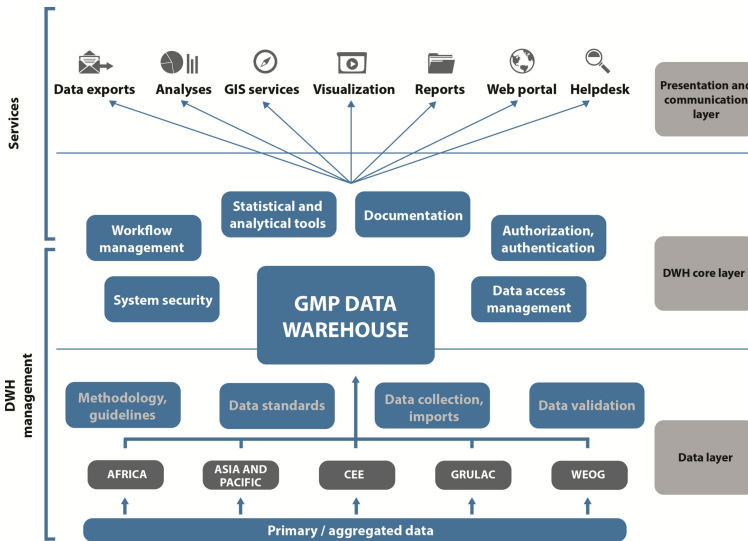 Services
Data exports
Analyses
GIS services
Visualization
Reports
Web portal
Helpdesk
Presentation and
communication
layer
Statistical and
analytical tools
Documentation
Workflow
management
Authorization,
authentication
System security
GMP DATA
WAREHOUSE
Data access
management
DWH core layer
DWH
management
Methodology,
guidelines
Data standards
Data collection,
imports
Data validation
AFRICA
ASIA AND
PACIFIC
CEE
GRULAC
WEOG
Data layer
Primary / aggregated data